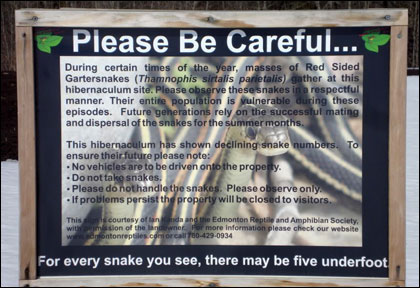 Please Be Careful...
During certain times of the year, masses of Red Sided
Gartersnakes (Thamnophis sirtalis parietalis) gather at this
hibernaculum site. Please observe these snakes in a respectful
manner. Their entire population is vulnerable during these
episodes. Future generations rely on the successful mating
and dispersal of the snakes for the summer months.
This hibernaculum has shown declining snake numbers. To
ensure their future please note:
• No vehicles are to be driven onto the property.
• Do not take snakes.
• Please do not handle the snakes. Please observe only.
• If problems persist the property will be closed to visitors.
This sign is courtesy of Ian Kanda and the Edmonton Reptile and Amphibian Society,
with permission of the landowner. For more information please check our website
www.edmontonreptiles.com or call 780-429-0934
For every snake you see, there may be five underfoot.